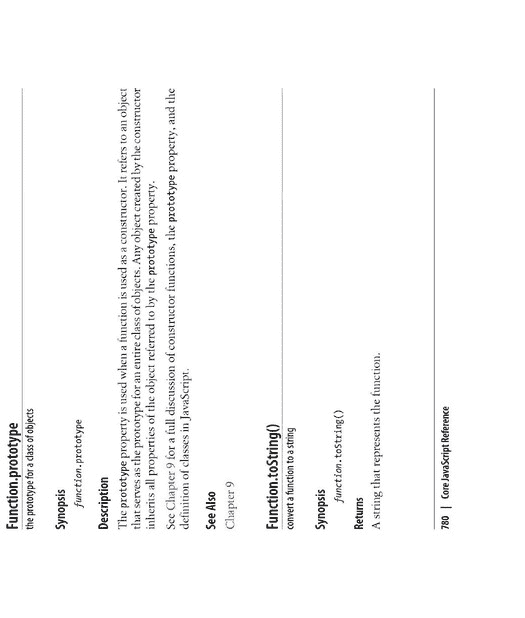 Function.prototype
the prototype for a class of objects
Synopsis
function.prototype
Description
The prototype property is used when a function is used as a constructor. It refers to an object
that serves as the prototype for an entire class of objects. Any object created by the constructor
inherits all properties of the object referred to by the prototype property.
See Chapter 9 for a full discussion of constructor functions, the prototype property, and the
definition of classes in JavaScript.
See Also
Chapter 9
Function.toString()
convert a function to a string
Synopsis
function.toString()
Returns
A string that represents the function.
780 | Core JavaScript Reference